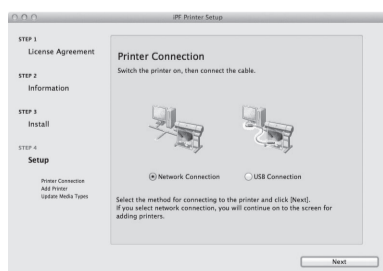 iPF Printer Setup
STEP 1
License Agreement
STEP 2
Information
STEP 3
Install
STEP 4
Setup
Printer Connection
Add Printer
Update Media Types
Printer Connection
Switch the printer on, then connect the cable.
Network Connection
USB Connection
Select the method for connecting to the printer and click [Next].
If you select network connection, you will continue on to the screen for
adding printers.
Next